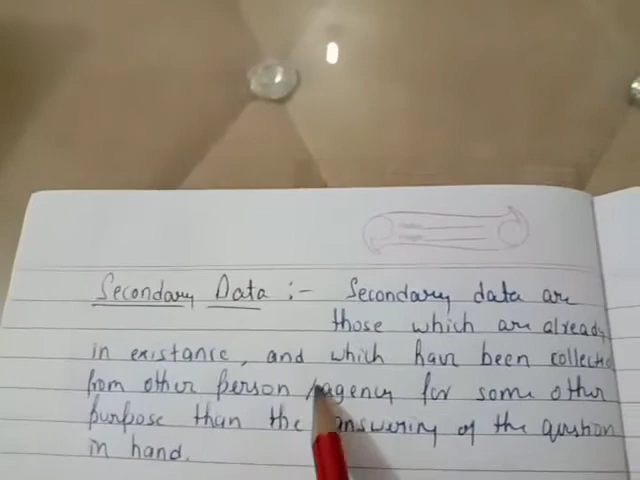 Secondary Data :- Secondary data are
those which are already
in existance, and which have been collected
from other person /agency for some other
purpose than the answering of the question
in hand.